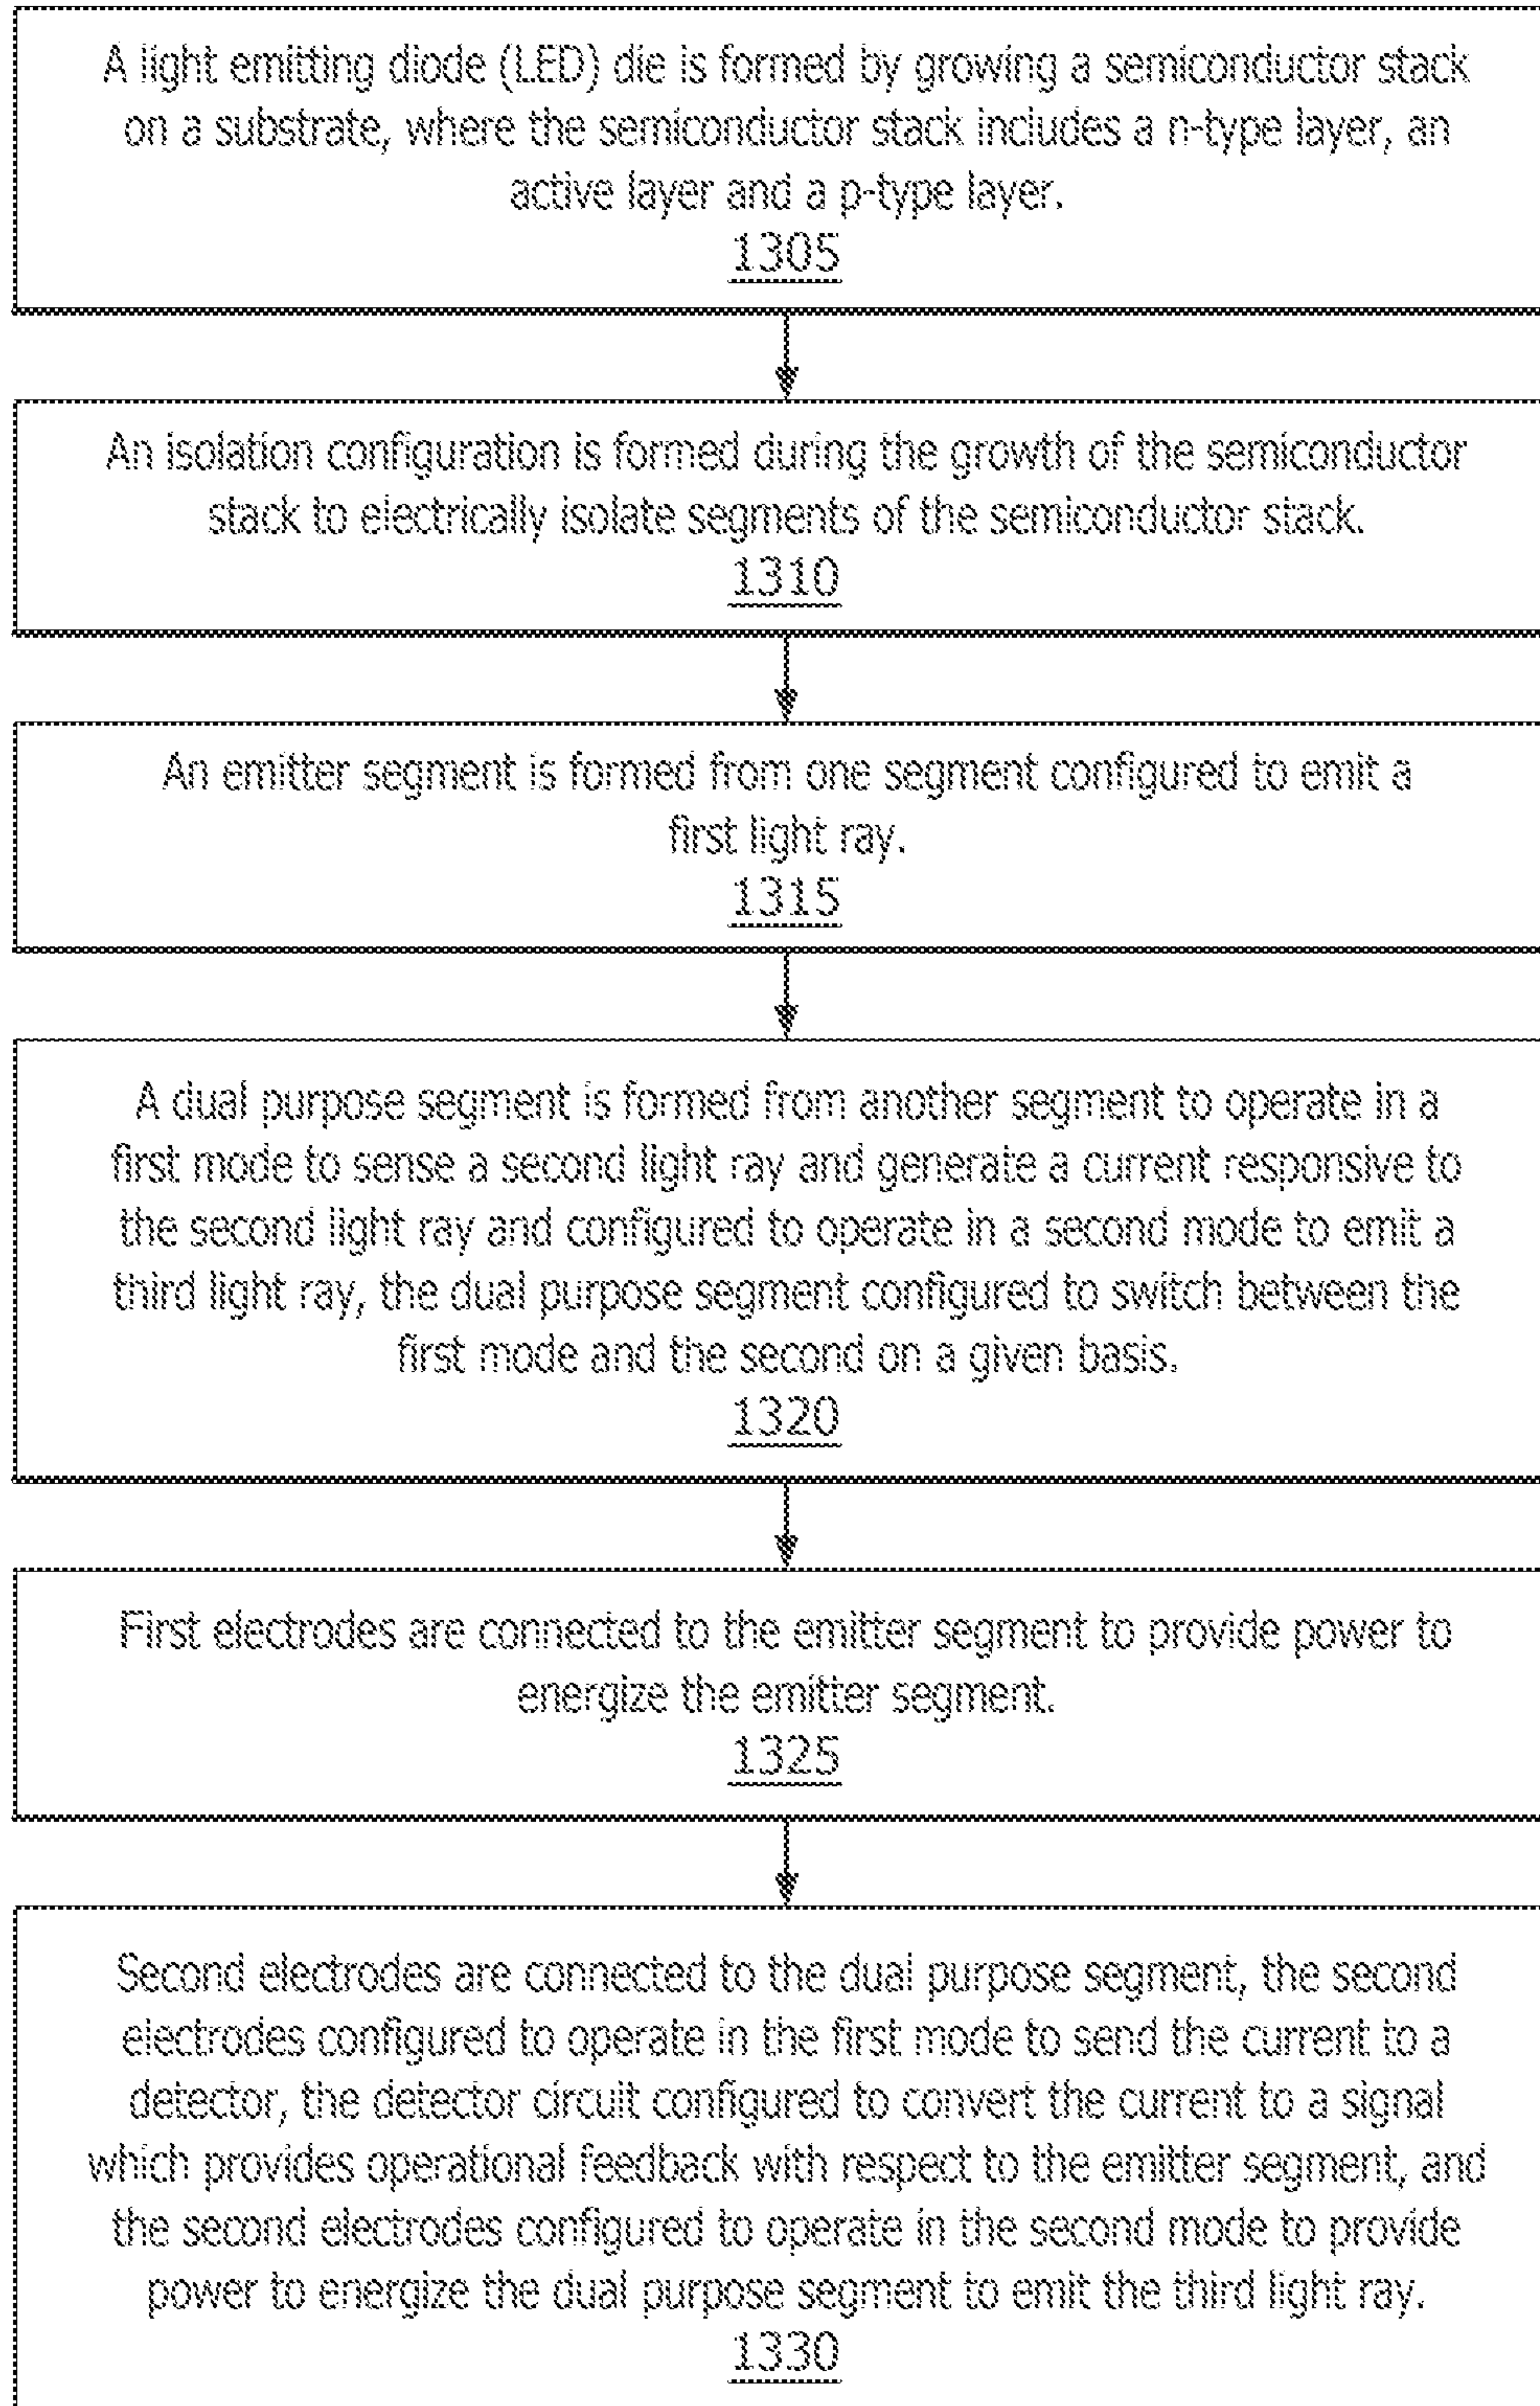 A light emitting diode (LED) die is formed by growing a semiconductor stack
on a substrate, where the semiconductor stack includes a n-type layer, an
active layer and a p-type layer.
1305
An isolation configuration is formed during the growth of the semiconductor
stack to electrically isolate segments of the semiconductor stack.
1310
An emitter segment is formed from one segment configured to emit a
first light ray.
1315
A dual purpose segment is formed from another segment to operate in a
first mode to sense a second light ray and generate a current responsive to
the second light ray and configured to operate in a second mode to emit a
third light ray, the dual purpose segment configured to switch between the
first mode and the second on a given basis.
1320
First electrodes are connected to the emitter segment to provide power to
energize the emitter segment.
1325
Second electrodes are connected to the dual purpose segment, the second
electrodes configured to operate in the first mode to send the current to a
detector, the detector circuit configured to convert the current to a signal
which provides operational feedback with respect to the emitter segment, and
the second electrodes configured to operate in the second mode to provide
power to energize the dual purpose segment to emit the third light ray.
1330